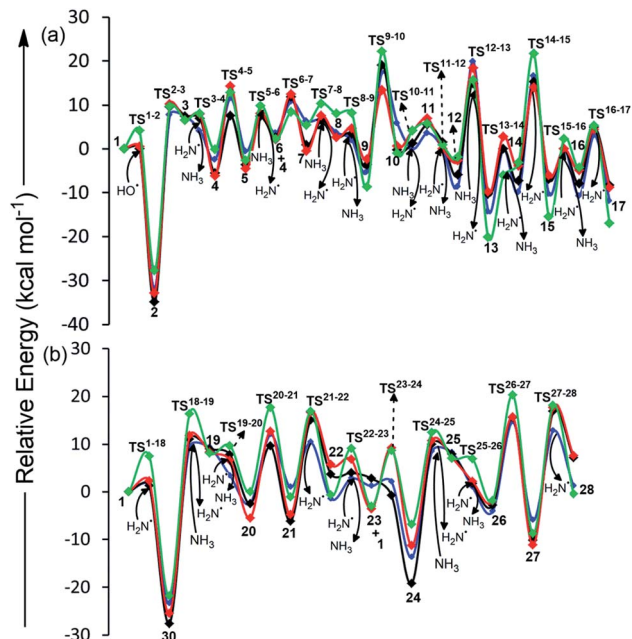 Relative Energy (kcal mol⁻¹)
(a)
30
20
10
0
-10
-20
-30
-40
1
TS¹⁻²
HO•
2
TS²⁻³
3
H₂N•
TS³⁻⁴
NH₃
4
TS⁴⁻⁵
5
TS⁵⁻⁶
NH₃
H₂N•
6
+
4
TS⁶⁻⁷
7
NH₃
TS⁷⁻⁸
H₂N•
8
H₂N•
TS⁸⁻⁹
NH₃
9
TS⁹⁻¹⁰
10
TS¹⁰⁻¹¹
H₂N•
NH₃
11
TS¹¹⁻¹²
H₂N•
NH₃
12
TS¹²⁻¹³
H₂N•
13
TS¹³⁻¹⁴
14
NH₃
H₂N•
TS¹⁴⁻¹⁵
15
TS¹⁵⁻¹⁶
H₂N•
NH₃
16
TS¹⁶⁻¹⁷
17
(b)
30
20
10
0
-10
-20
-30
1
TS¹⁻¹⁸
H₂N•
30
TS¹⁸⁻¹⁹
NH₃
H₂N•
19
TS¹⁹⁻²⁰
H₂N•
NH₃
20
TS²⁰⁻²¹
21
TS²¹⁻²²
H₂N•
22
TS²²⁻²³
H₂N•
NH₃
23
+
1
TS²³⁻²⁴
24
TS²⁴⁻²⁵
NH₃
H₂N•
25
TS²⁵⁻²⁶
H₂N•
NH₃
26
TS²⁶⁻²⁷
27
TS²⁷⁻²⁸
H₂N•
28